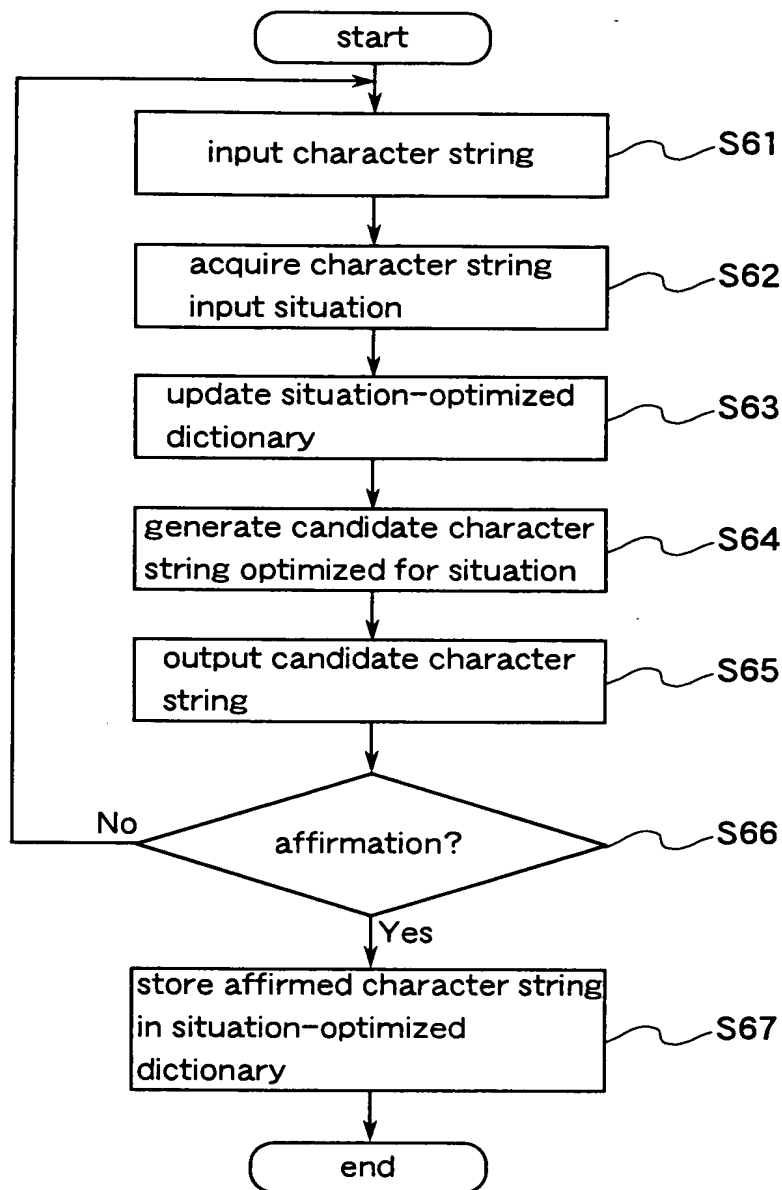 start
input character string
S61
acquire character string
input situation
S62
update situation-optimized
dictionary
S63
generate candidate character
string optimized for situation
S64
output candidate character
string
S65
No
affirmation?
S66
Yes
store affirmed character string
in situation-optimized
dictionary
S67
end